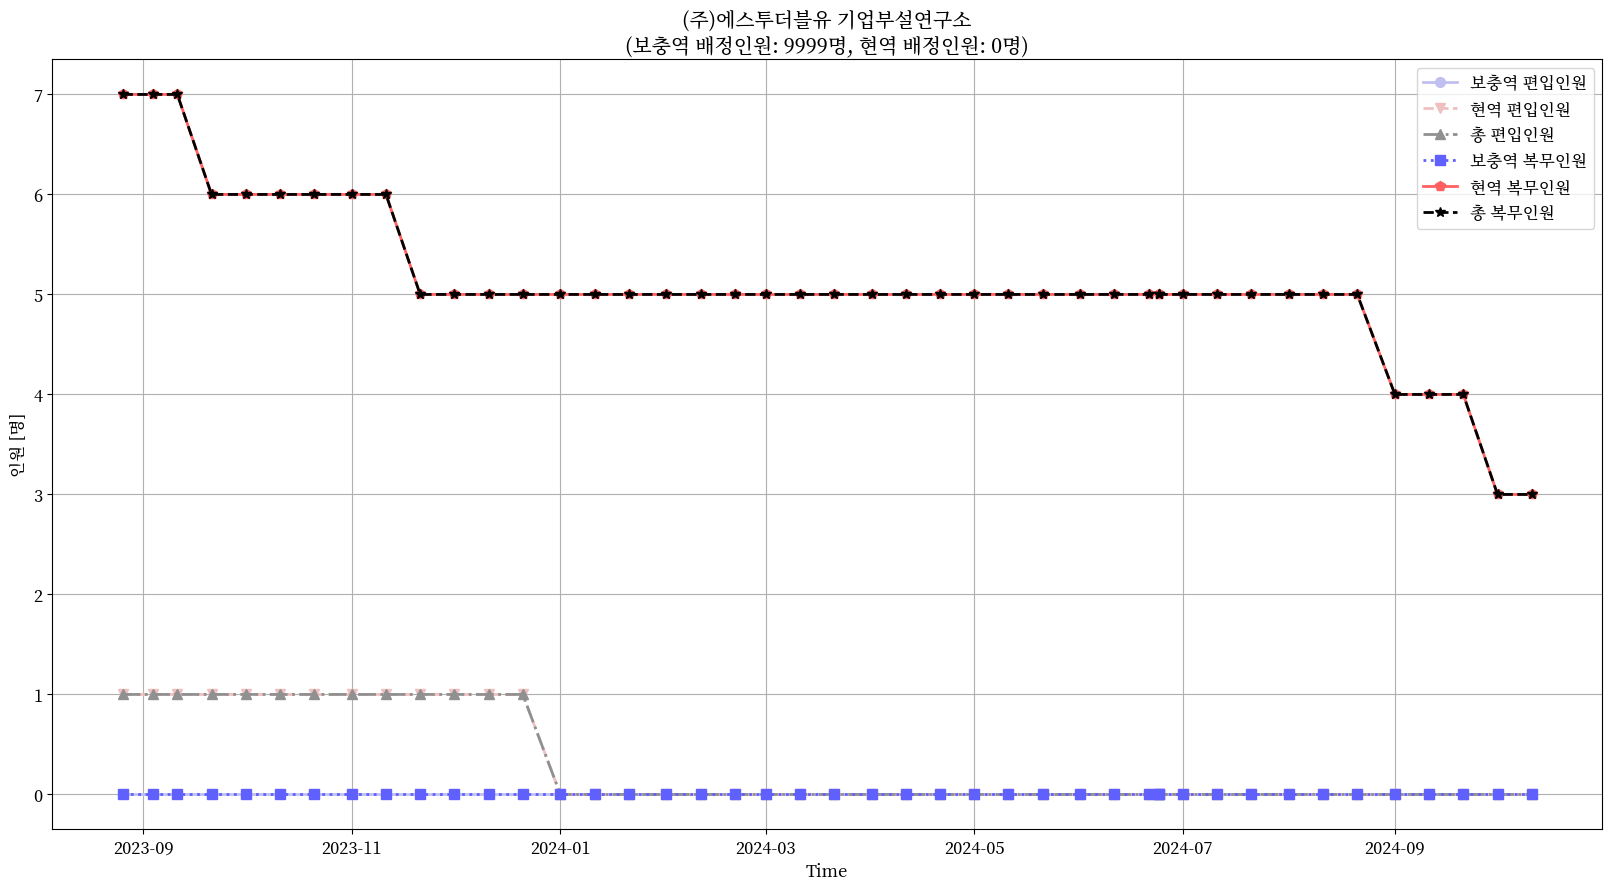 (주)에스투더블유 기업부설연구소
(보충역 배정인원: 9999명, 현역 배정인원: 0명)
보충역 편입인원
현역 편입인원
총 편입인원
보충역 복무인원
현역 복무인원
총 복무인원
인원 [명]
7
6
5
4
3
2
1
0
2023-09
2023-11
2024-01
2024-03
2024-05
2024-07
2024-09
Time